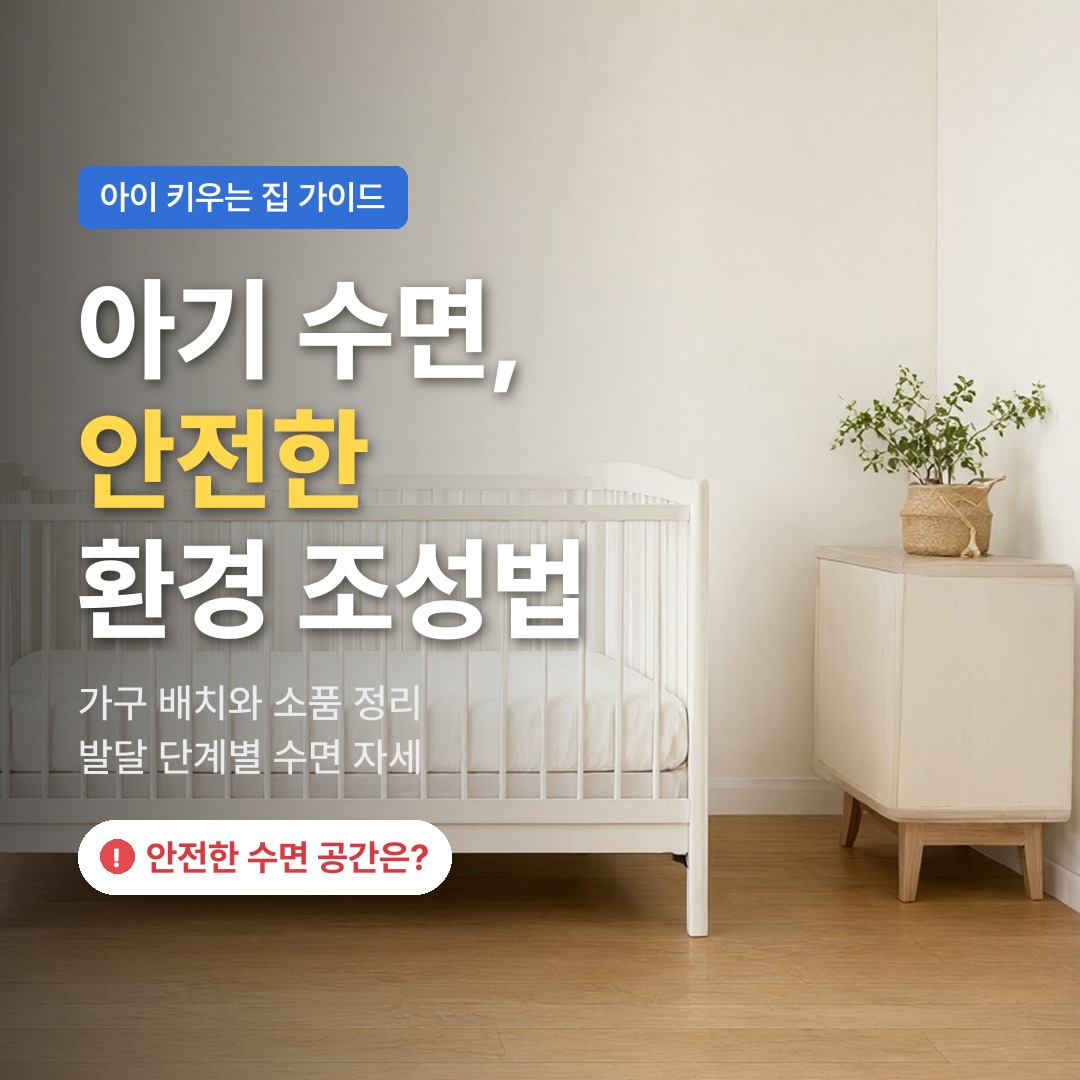 아이 키우는 집 가이드
아기 수면,
안전한
환경 조성법
가구 배치와 소품 정리
발달 단계별 수면 자세
! 안전한 수면 공간은?